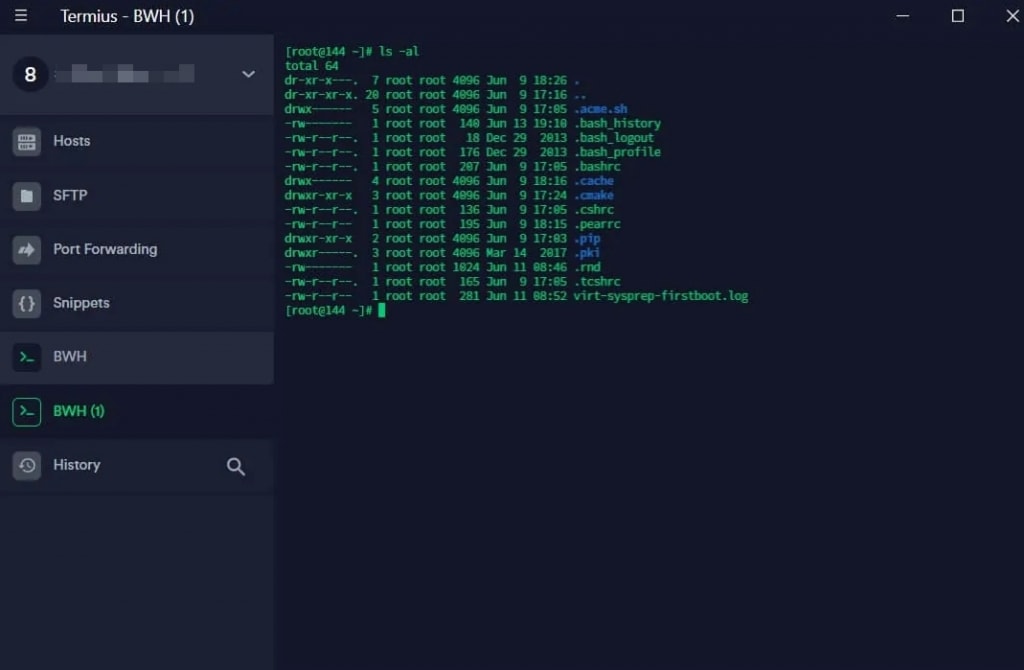 Termius - BWH (1)
8
Hosts
SFTP
Port Forwarding
Snippets
BWH
BWH (1)
History
[root@144 ~]# ls -al
total 64
dr-xr-x---.  7 root root 4096 Jun  9 18:26 .
dr-xr-xr-x. 20 root root 4096 Jun  9 17:16 ..
drwx------   5 root root 4096 Jun  9 17:05 .acme.sh
-rw-------   1 root root  140 Jun 13 19:10 .bash_history
-rw-r--r--.  1 root root   18 Dec 29  2013 .bash_logout
-rw-r--r--.  1 root root  176 Dec 29  2013 .bash_profile
-rw-r--r--.  1 root root  207 Jun  9 17:05 .bashrc
drwx------   4 root root 4096 Jun  9 18:16 .cache
drwxr-xr-x   3 root root 4096 Jun  9 17:24 .cmake
-rw-r--r--.  1 root root  136 Jun  9 17:05 .cshrc
-rw-r--r--   1 root root  195 Jun  9 18:15 .pearrc
drwxr-xr-x   2 root root 4096 Jun  9 17:03 .pip
drwxr-----.  3 root root 4096 Mar 14  2017 .pki
-rw-------   1 root root 1024 Jun 11 08:46 .rnd
-rw-r--r--.  1 root root  165 Jun  9 17:05 .tcshrc
-rw-r--r--   1 root root  281 Jun 11 08:52 virt-sysprep-firstboot.log
[root@144 ~]#